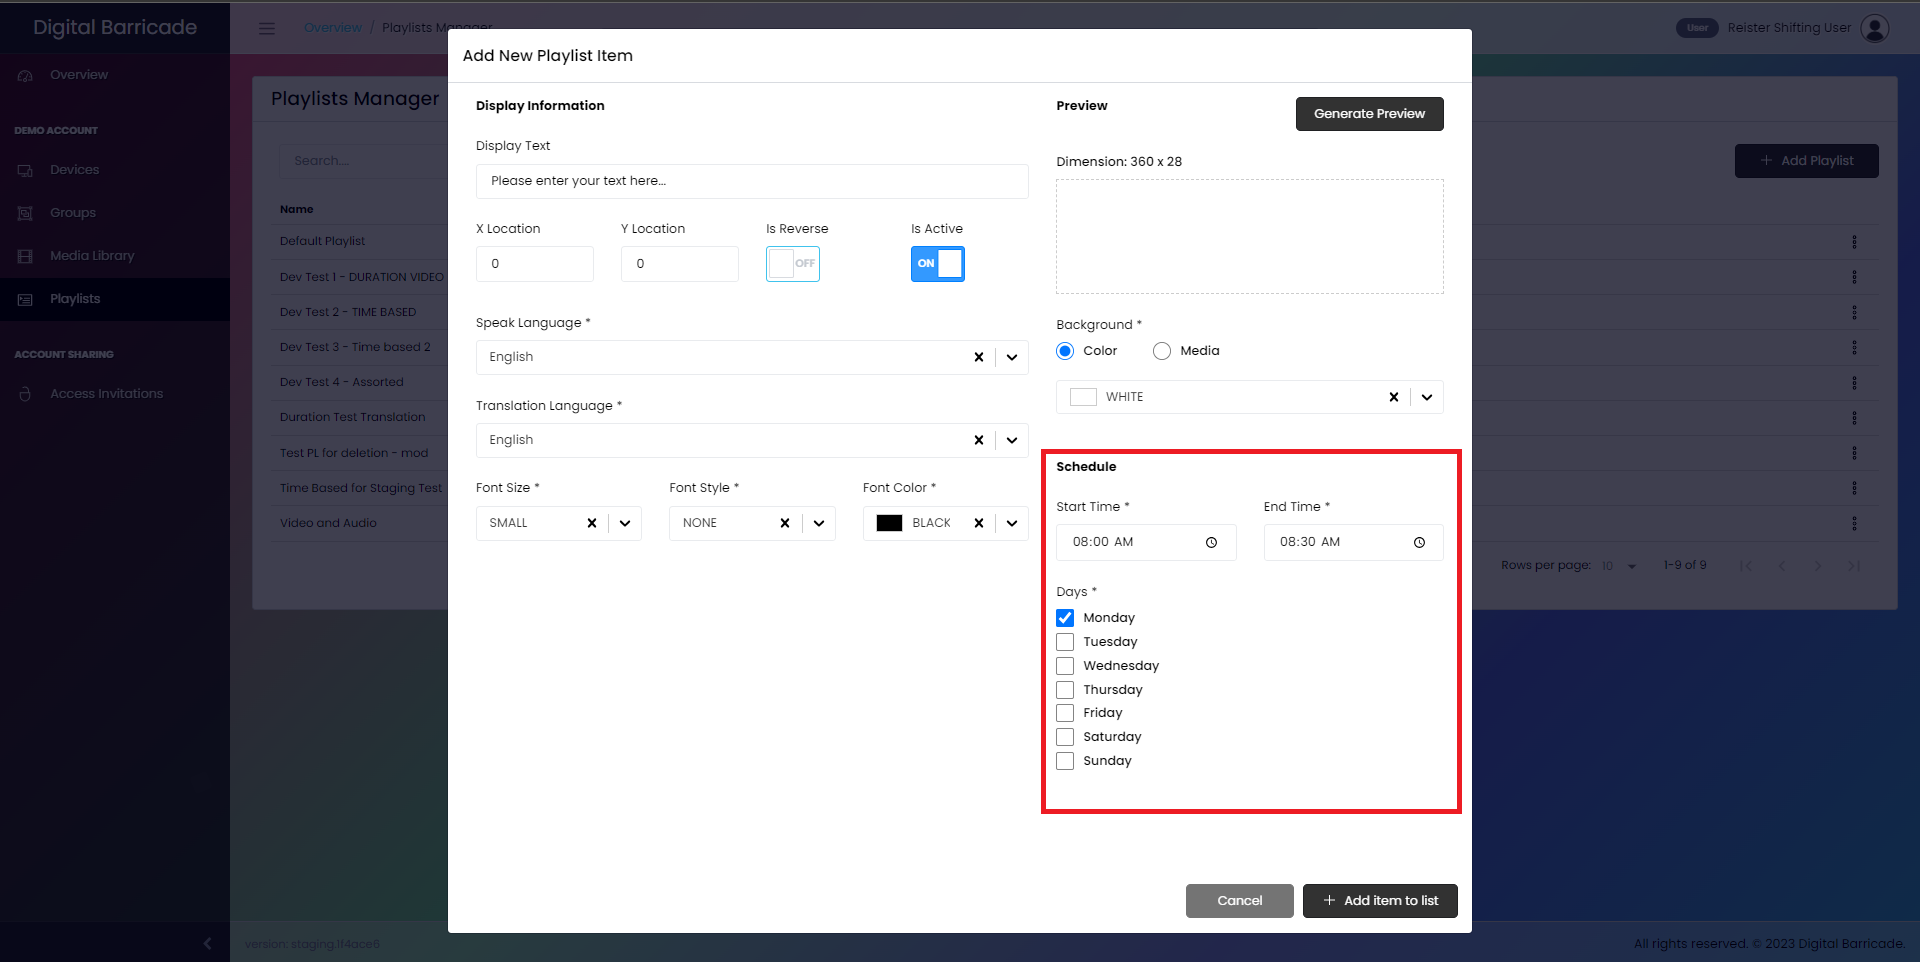 Digital Barricade
Overview / Playlists Manager
User
Reister Shifting User
Overview
DEMO ACCOUNT
Devices
Groups
Media Library
Playlists
ACCOUNT SHARING
Access Invitations
Playlists Manager
Search....
Add Playlist
Name
Default Playlist
Dev Test 1 - DURATION VIDEO
Dev Test 2 - TIME BASED
Dev Test 3 - Time based 2
Dev Test 4 - Assorted
Duration Test Translation
Test PL for deletion - mod
Time Based for Staging Test
Video and Audio
Rows per page: 10
1-9 of 9
Add New Playlist Item
Display Information
Display Text
Please enter your text here...
X Location
Y Location
Is Reverse
Is Active
0
0
OFF
ON
Speak Language *
English
Translation Language *
English
Font Size *
Font Style *
Font Color *
SMALL
NONE
BLACK
Preview
Generate Preview
Dimension: 360 x 28
Background *
Color
Media
WHITE
Schedule
Start Time *
End Time *
08:00 AM
08:30 AM
Days *
Monday
Tuesday
Wednesday
Thursday
Friday
Saturday
Sunday
Cancel
+ Add item to list
version: staging.1f4ace6
All rights reserved. © 2023 Digital Barricade.